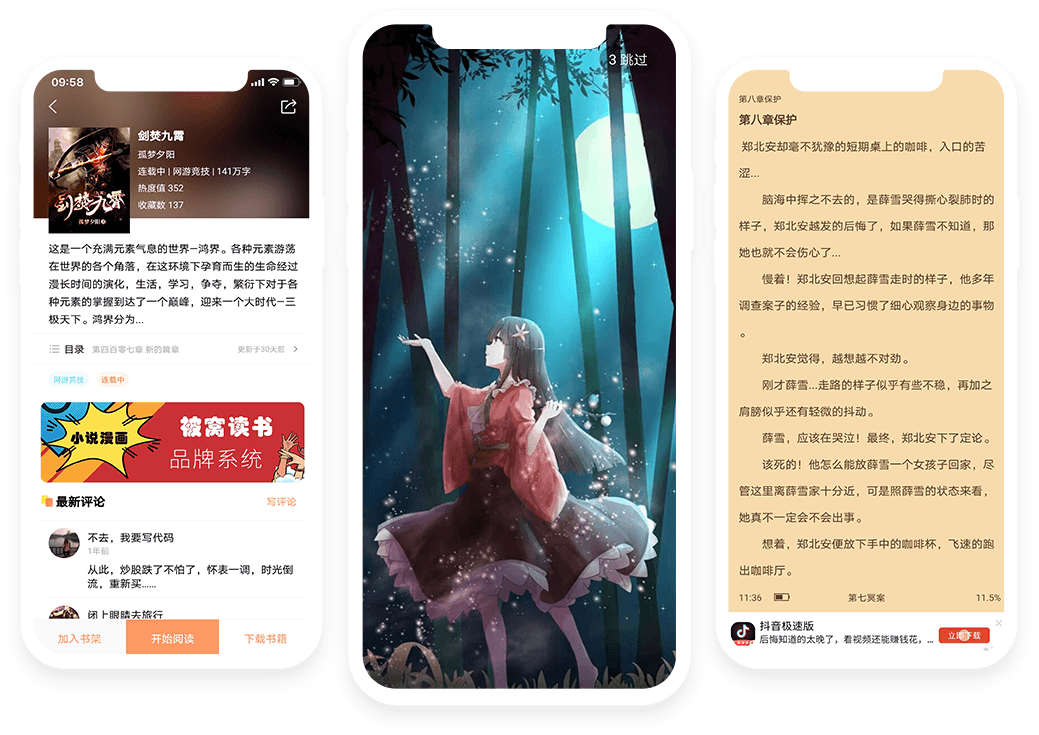 09:58
剑焚九霄
孤梦夕阳
连载中 | 网游竞技 | 141万字
热度值 352
收藏数 137
剑焚九霄
孤梦夕阳
这是一个充满元素气息的世界—鸿界。各种元素游荡
在世界的各个角落，在这环境下孕育而生的生命经过
漫长时间的演化，生活，学习，争夺，繁衍下对于各
种元素的掌握到达了一个巅峰，迎来一个大时代—三
极天下。鸿界分为...
目录 第四百零七章 新的篇章 更新于30天前
网游竞技 连载中
小说漫画
被窝读书
品牌系统
最新评论 写评论
不去，我要写代码
1年前
从此，炒股跌了不怕了，怀表一调，时光倒
流，重新买......
闭上眼睛去旅行
加入书架 开始阅读 下载书籍
3 跳过
第八章保护
第八章保护
郑北安却毫不犹豫的短期桌上的咖啡，入口的苦
涩...
脑海中挥之不去的，是薛雪哭得撕心裂肺时的
样子，郑北安越发的后悔了，如果薛雪不知道，那
她也就不会伤心了...
慢着！郑北安回想起薛雪走时的样子，他多年
调查案子的经验，早已习惯了细心观察身边的事物
。
郑北安觉得，越想越不对劲。
刚才薛雪...走路的样子似乎有些不稳，再加之
肩膀似乎还有轻微的抖动。
薛雪，应该在哭泣！最终，郑北安下了定论。
该死的！他怎么能放薛雪一个女孩子回家，尽
管这里离薛雪家十分近，可是照薛雪的状态来看，
她真不一定会不会出事。
想着，郑北安便放下手中的咖啡杯，飞速的跑
出咖啡厅。
11:36 第七冥案 11.5%
抖音极速版
后悔知道的太晚了，看视频还能赚钱花，...
立即下载